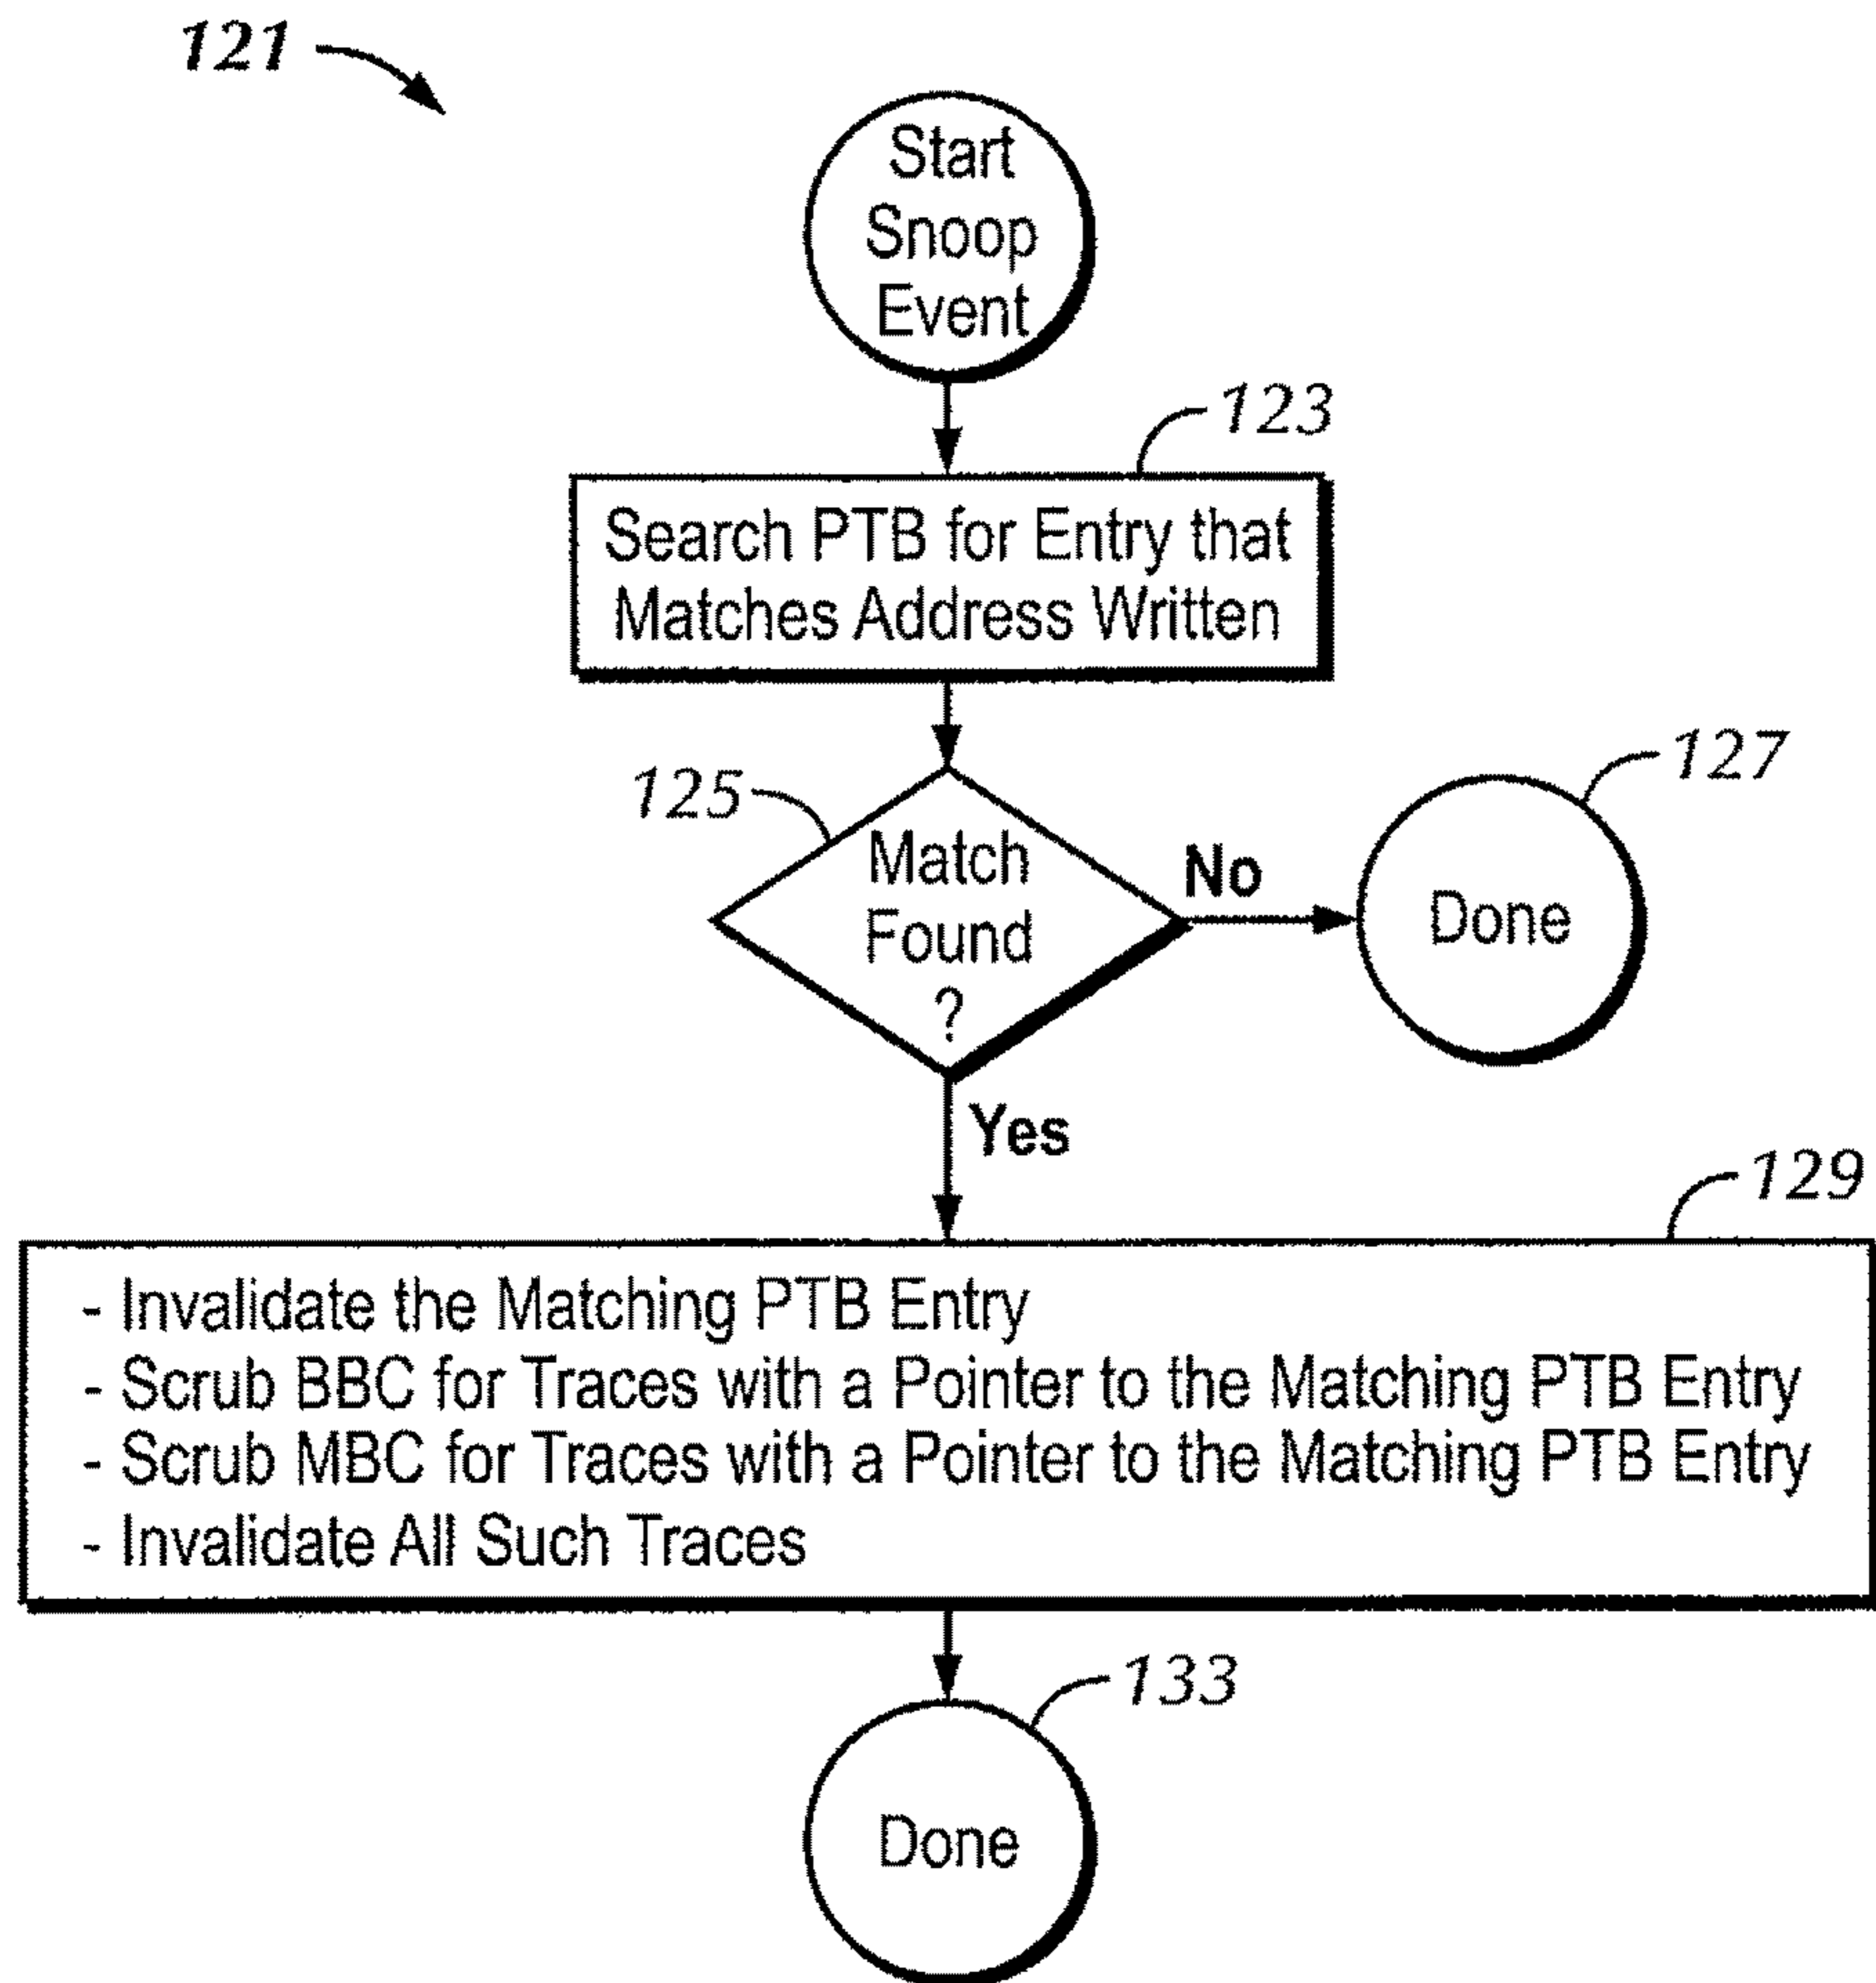 121
Start
Snoop
Event
123
Search PTB for Entry that
Matches Address Written
125
Match
Found
?
No
127
Done
Yes
129
- Invalidate the Matching PTB Entry
- Scrub BBC for Traces with a Pointer to the Matching PTB Entry
- Scrub MBC for Traces with a Pointer to the Matching PTB Entry
- Invalidate All Such Traces
133
Done